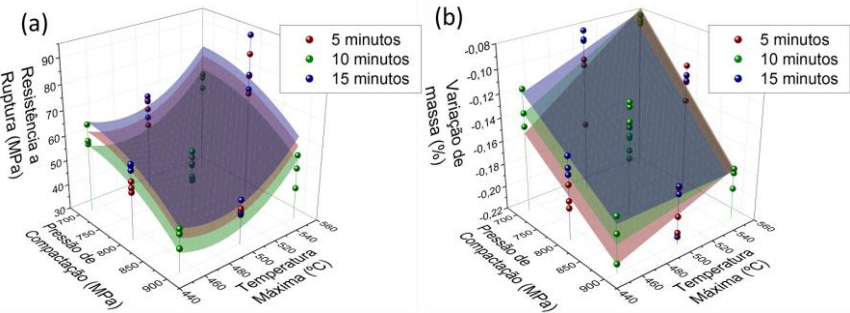 (a)
5 minutos
10 minutos
15 minutos
90
80
70
60
50
40
30
Resistência a
Ruptura (MPa)
700
750
800
850
900
Pressão de
Compactação (MPa)
440
460
480
500
520
540
560
Temperatura
Máxima (ºC)
(b)
5 minutos
10 minutos
15 minutos
-0,08
-0,10
-0,12
-0,14
-0,16
-0,18
-0,20
-0,22
Variação de
massa (%)
700
750
800
850
900
Pressão de
Compactação (MPa)
440
460
480
500
520
540
560
Temperatura
Máxima (ºC)